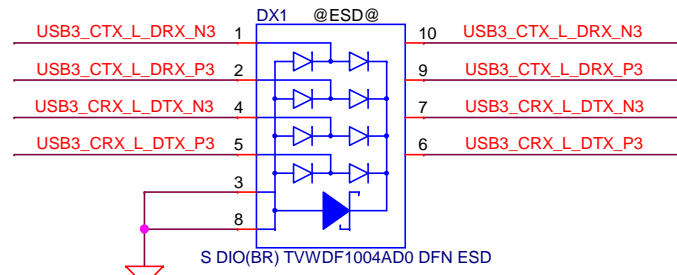 DX1 @ESD@
USB3_CTX_L_DRX_N3 1 10 USB3_CTX_L_DRX_N3
USB3_CTX_L_DRX_P3 2 9 USB3_CTX_L_DRX_P3
USB3_CRX_L_DTX_N3 4 7 USB3_CRX_L_DTX_N3
USB3_CRX_L_DTX_P3 5 6 USB3_CRX_L_DTX_P3
3
8
S DIO(BR) TVWDF1004AD0 DFN ESD